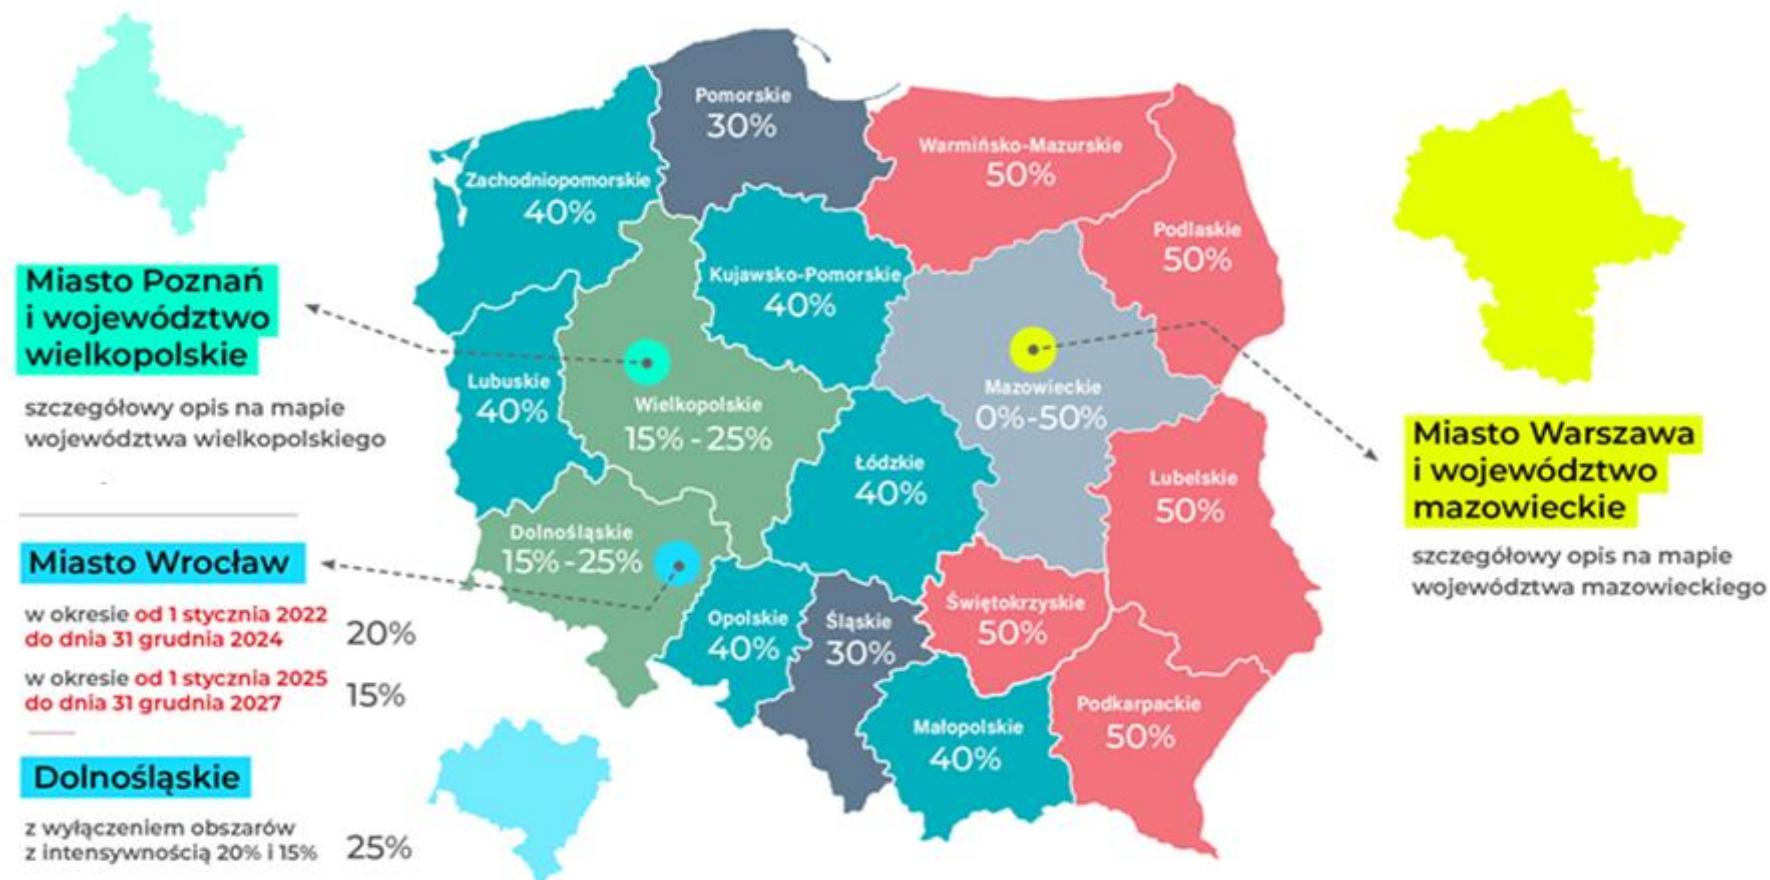 Miasto Poznań
i województwo
wielkopolskie
szczegółowy opis na mapie
województwa wielkopolskiego
Miasto Wrocław
w okresie od 1 stycznia 2022
do dnia 31 grudnia 2024
20%
w okresie od 1 stycznia 2025
do dnia 31 grudnia 2027
15%
Dolnośląskie
z wyłączeniem obszarów
z intensywnością 20% i 15%
25%
Pomorskie
30%
Warmińsko-Mazurskie
50%
Zachodniopomorskie
40%
Podlaskie
50%
Kujawsko-Pomorskie
40%
Lubuskie
40%
Wielkopolskie
15% - 25%
Mazowieckie
0%-50%
Łódzkie
40%
Lubelskie
50%
Dolnośląskie
15% - 25%
Opolskie
40%
Śląskie
30%
Świętokrzyskie
50%
Małopolskie
40%
Podkarpackie
50%
Miasto Warszawa
i województwo
mazowieckie
szczegółowy opis na mapie
województwa mazowieckiego